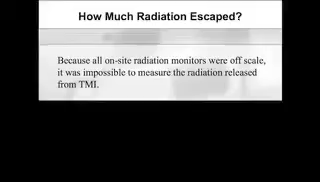 How Much Radiation Escaped?
Because all on-site radiation monitors were off scale,
it was impossible to measure the radiation released
from TMI.